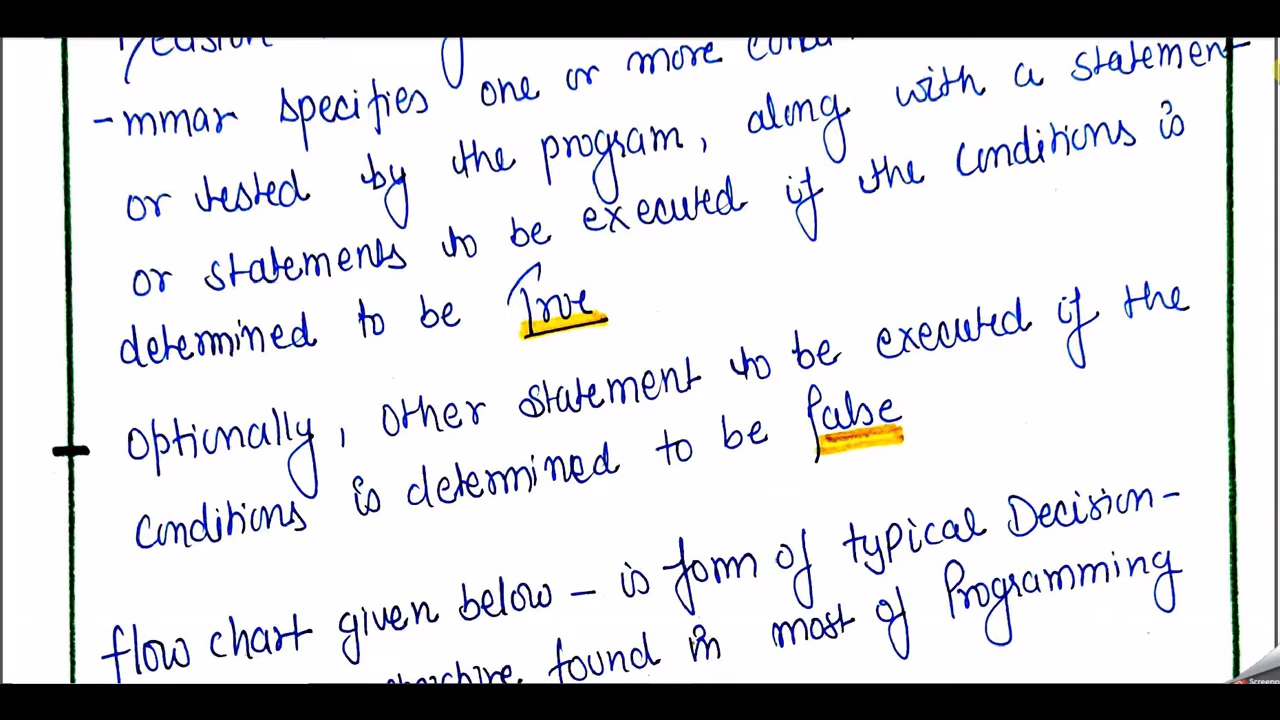 -mmar specifies one or more
or tested by the program, along with a statement
or statements to be executed if the conditions is
determined to be True
Optionally, other statement to be executed if the
conditions is determined to be false
flow chart given below - is form of typical Decision-
found in most of Programming